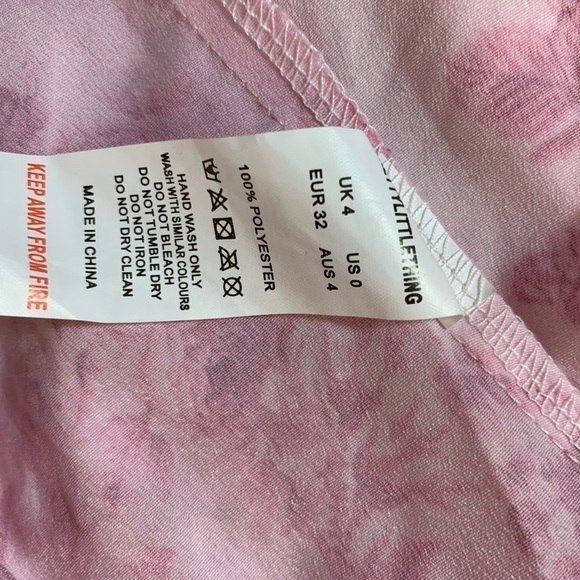 TYLITTLETHING
UK 4 US 0
EUR 32 AUS 4
100% POLYESTER
HAND WASH ONLY
WASH WITH SIMILAR COLOURS
DO NOT BLEACH
DO NOT TUMBLE DRY
DO NOT IRON
DO NOT DRY CLEAN
MADE IN CHINA
KEEP AWAY FROM FIRE